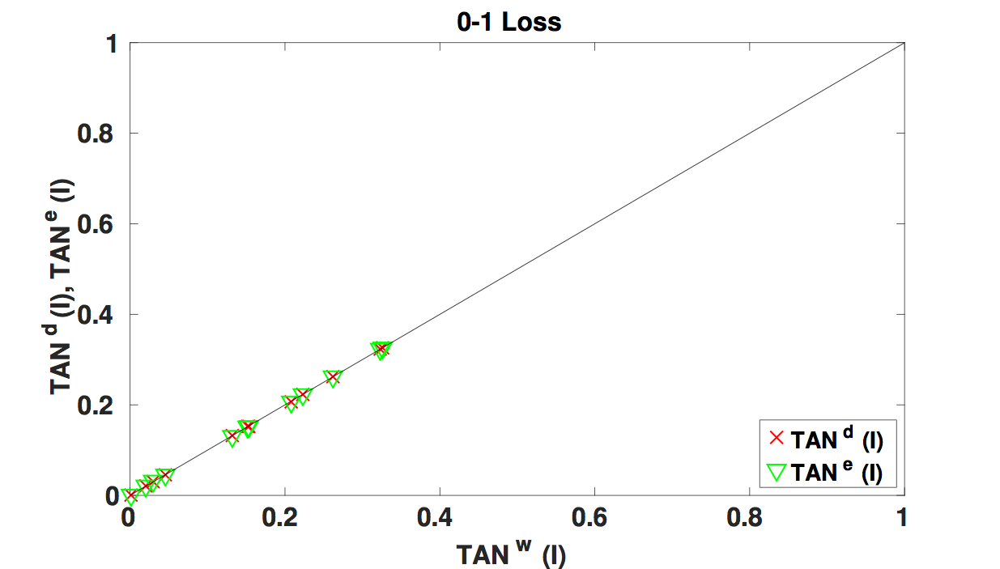 0-1 Loss
1
0.8
0.6
0.4
0.2
0
TAN d (I), TAN e (I)
0 0.2 0.4 0.6 0.8 1
TAN w (I)
TAN d (I)
TAN e (I)